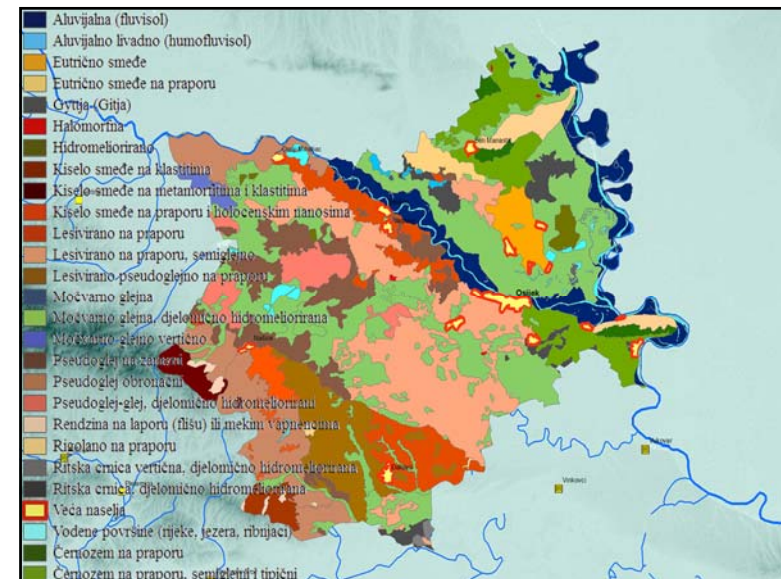 Aluvijalna (fluvisol)
Aluvijalno livadno (humofluvisol)
Eutrično smeđe
Eutrično smeđe na praporu
Gyttja (Gitja)
Halomorfna
Hidromeliorirano
Kiselo smeđe na klastitima
Kiselo smeđe na metamorfitima i klastitima
Kiselo smeđe na praporu i holocenskim nanosima
Lesivirano na praporu
Lesivirano na praporu, semiglejno
Lesivirano pseudoglejno na praporu
Močvarno glejna
Močvarno glejna, djelomično hidromeliorirana
Močvarno glejno vertično
Pseudoglej na zaravni
Pseudoglej obronačni
Pseudoglej-glej, djelomično hidromeliorirani
Rendzina na laporu (flišu) ili mekim vapnencima
Rigolano na praporu
Ritska crnica vertična, djelomično hidromeliorirana
Ritska crnica, djelomično hidromeliorirana
Veća naselja
Vodene površine (rijeke, jezera, ribnjaci)
Černozem na praporu
Černozem na praporu, semiglejni i tipični
Beli Manastir
Osijek
Našice
Đakovo
Vukovar
Vinkovci